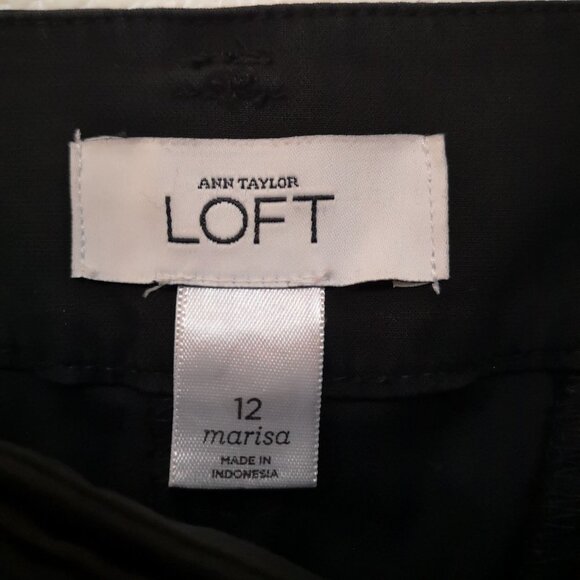 ANN TAYLOR
LOFT
12
marisa
MADE IN
INDONESIA